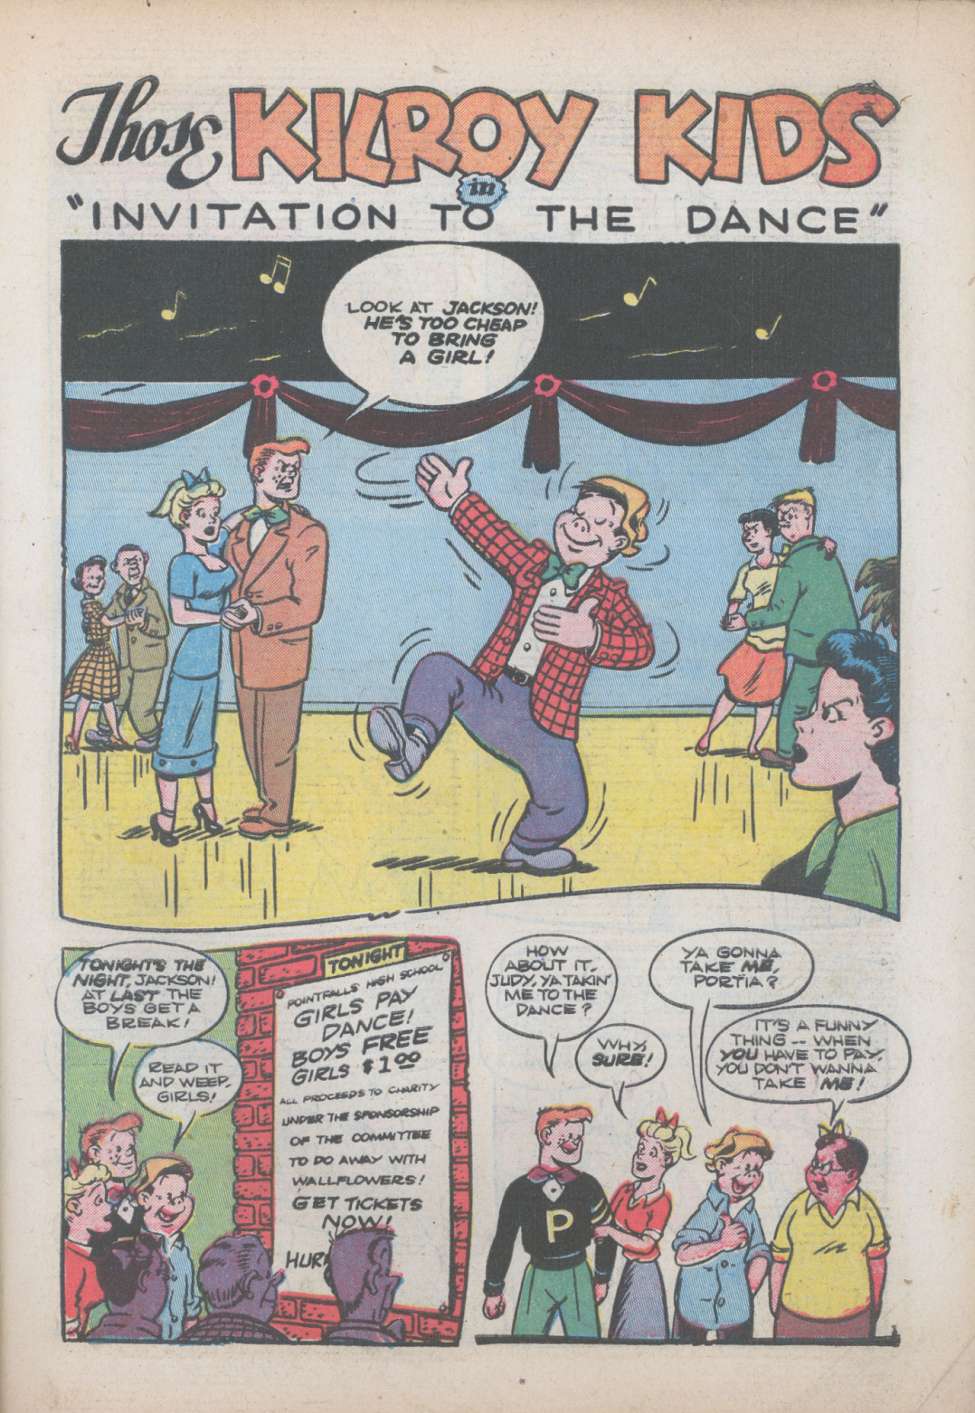 Those KILROY KIDS
in
"INVITATION TO THE DANCE"
LOOK AT JACKSON!
HE'S TOO CHEAP
TO BRING
A GIRL!
TONIGHT'S THE
NIGHT, JACKSON!
AT LAST THE
BOYS GET A
BREAK!
READ IT
AND WEEP,
GIRLS!
TONIGHT
POINTFALLS HIGH SCHOOL
GIRLS PAY
DANCE!
BOYS FREE
GIRLS $1.00
ALL PROCEEDS TO CHARITY
UNDER THE SPONSORSHIP
OF THE COMMITTEE
TO DO AWAY WITH
WALLFLOWERS!
GET TICKETS
NOW!
HUR
HOW
ABOUT IT,
JUDY, YA TAKIN'
ME TO THE
DANCE?
WHY,
SURE!
YA GONNA
TAKE ME,
PORTIA?
IT'S A FUNNY
THING -- WHEN
YOU HAVE TO PAY,
YOU DON'T WANNA
TAKE ME!
P